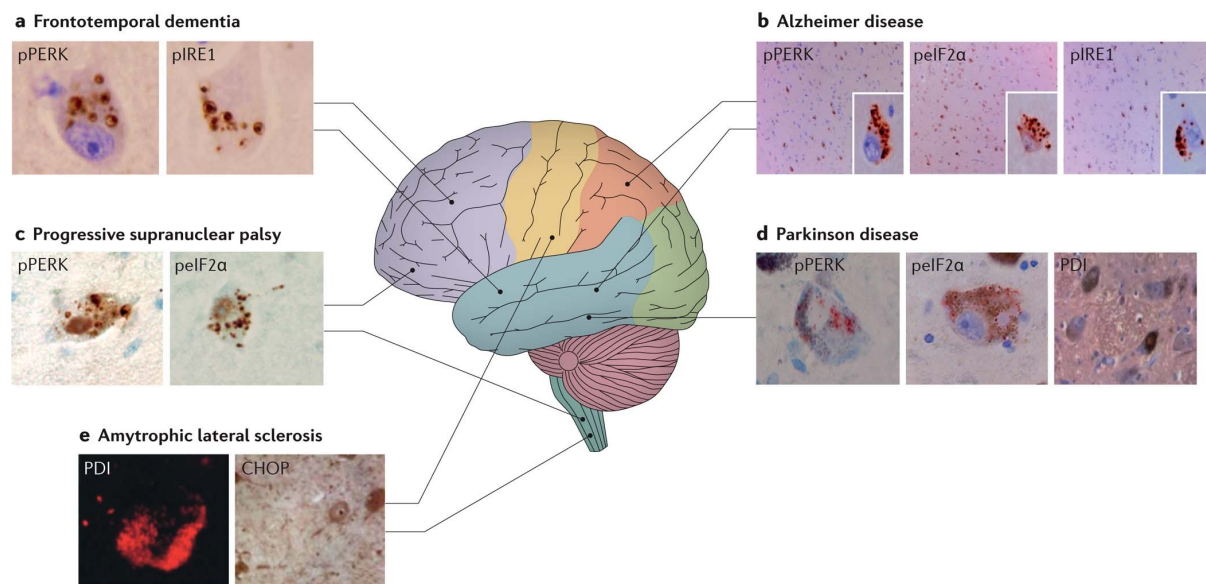 a Frontotemporal dementia
pPERK pIRE1
b Alzheimer disease
pPERK peIF2α pIRE1
c Progressive supranuclear palsy
pPERK peIF2α
d Parkinson disease
pPERK peIF2α PDI
e Amytrophic lateral sclerosis
PDI CHOP